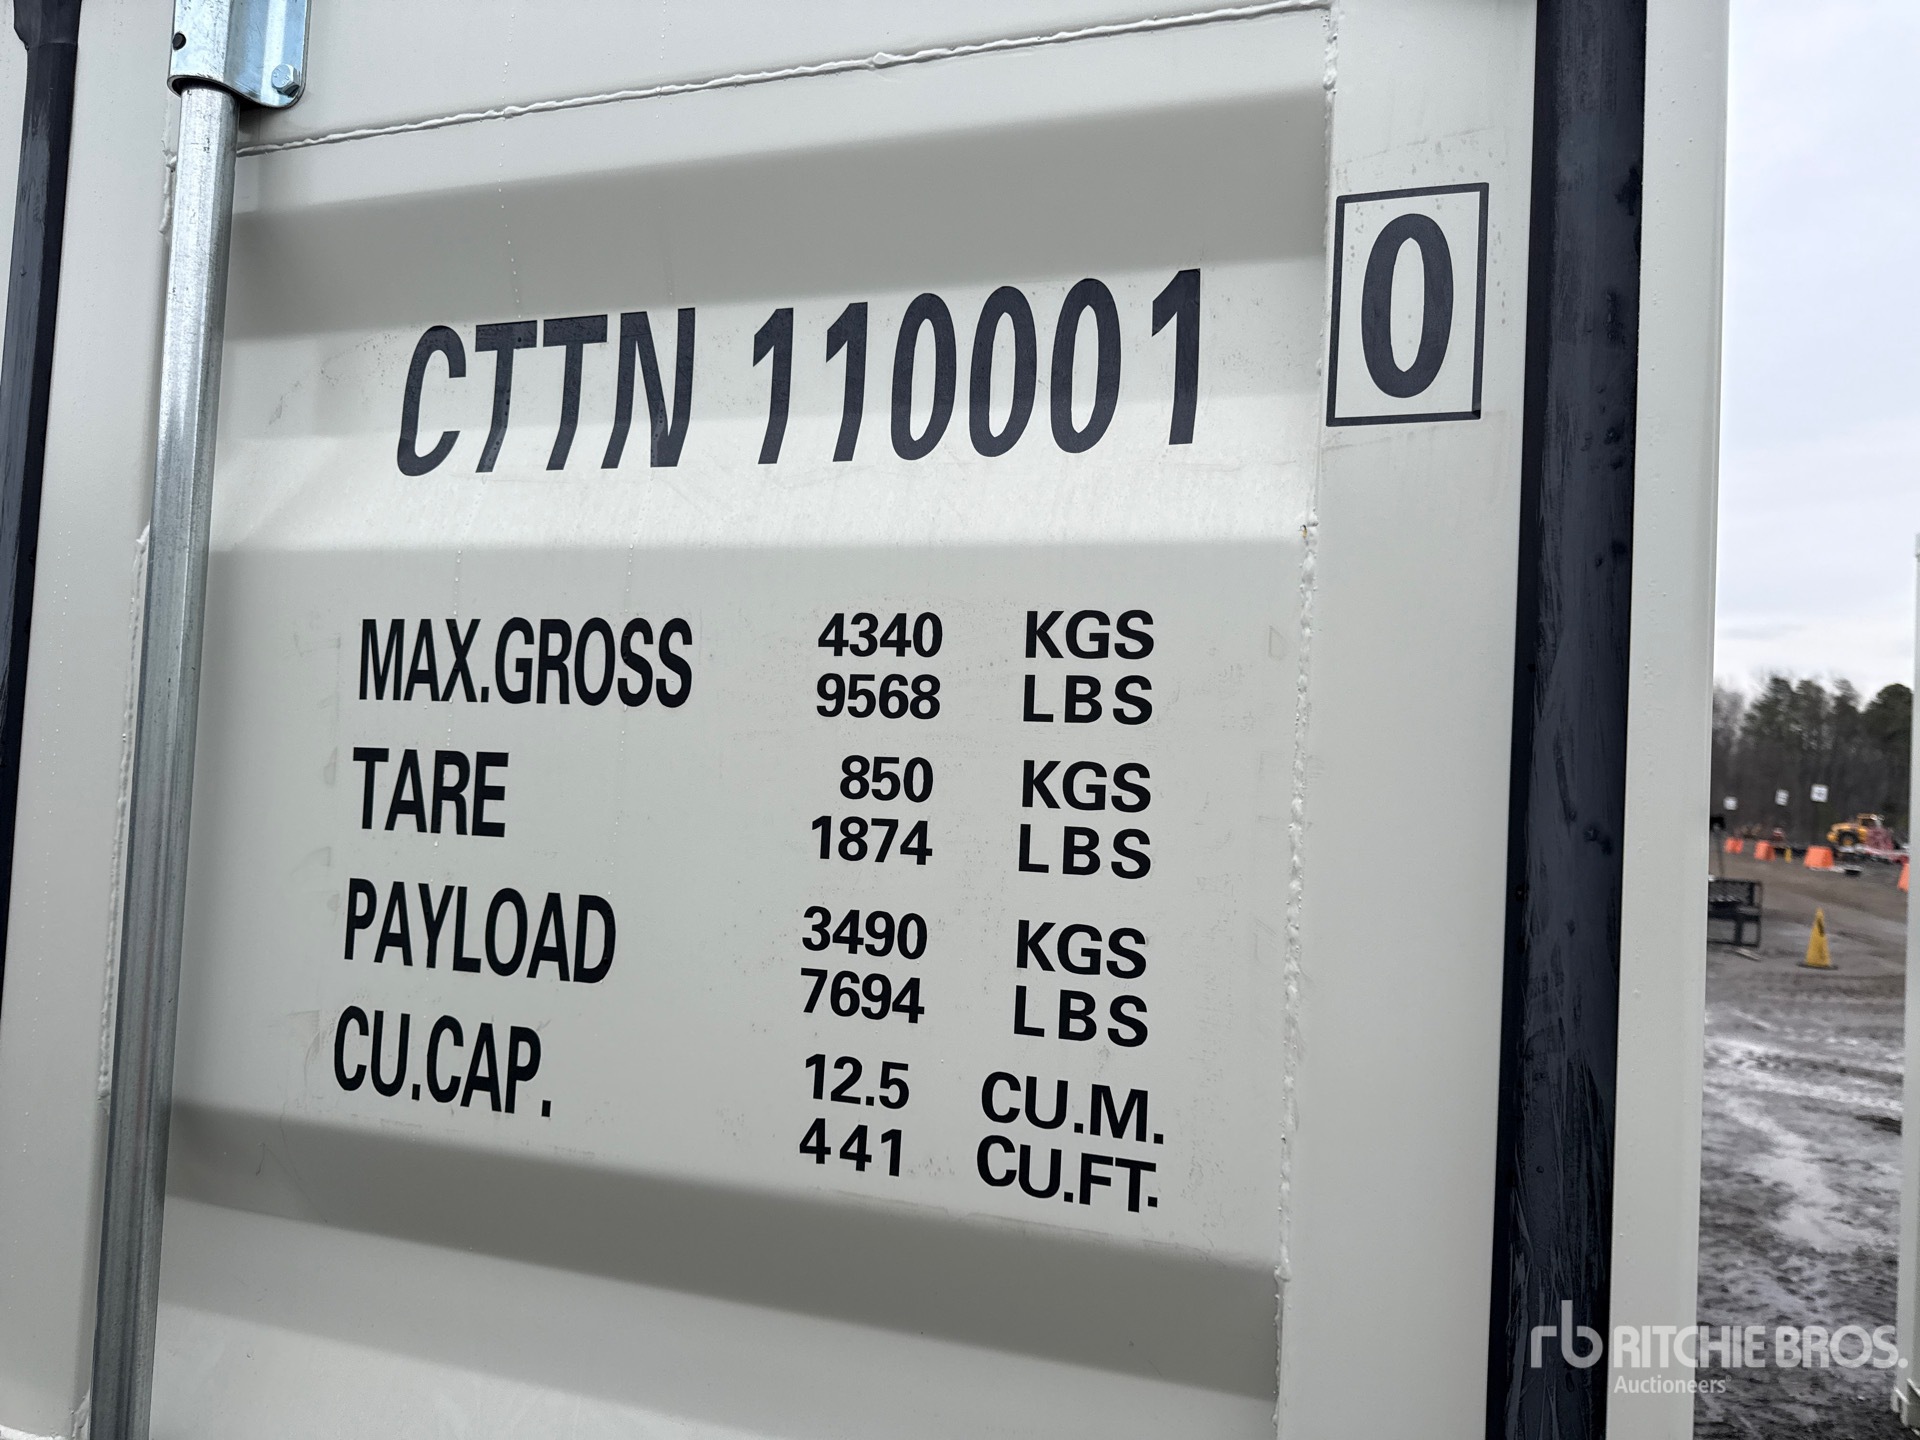 CTTN 110001 0
MAX.GROSS 4340 KGS
9568 LBS
TARE 850 KGS
1874 LBS
PAYLOAD 3490 KGS
7694 LBS
CU.CAP. 12.5 CU.M.
441 CU.FT.
rb RITCHIE BROS.
Auctioneers